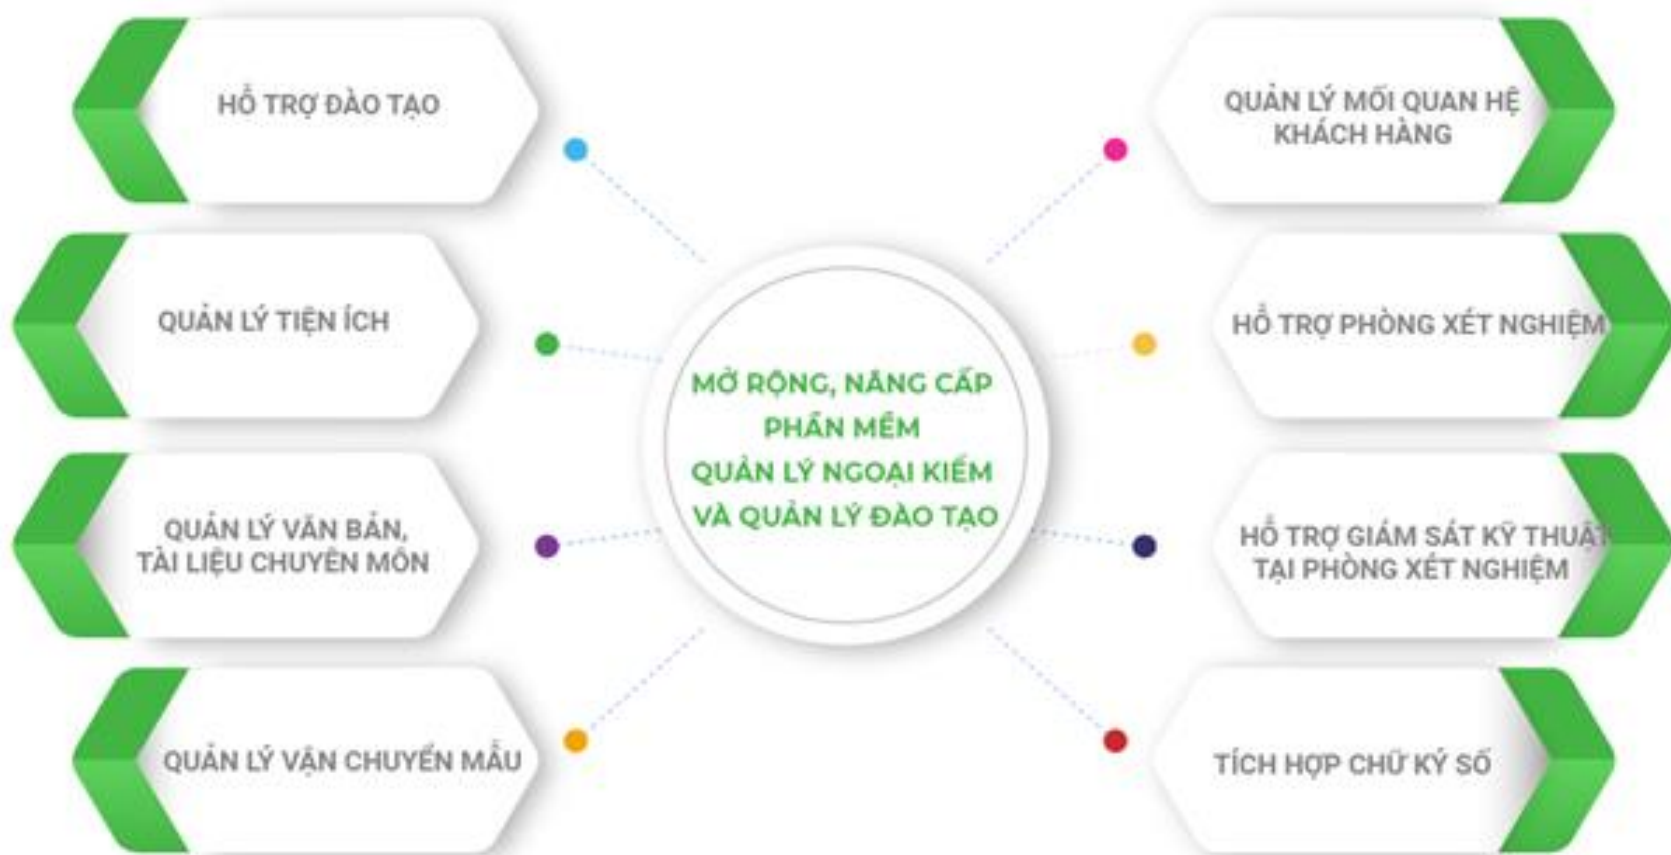 HỖ TRỢ ĐÀO TẠO
QUẢN LÝ TIỆN ÍCH
QUẢN LÝ VĂN BẢN,
TÀI LIỆU CHUYÊN MÔN
QUẢN LÝ VẬN CHUYỂN MẪU
MỞ RỘNG, NÂNG CẤP
PHẦN MỀM
QUẢN LÝ NGOẠI KIỂM
VÀ QUẢN LÝ ĐÀO TẠO
QUẢN LÝ MỐI QUAN HỆ
KHÁCH HÀNG
HỖ TRỢ PHÒNG XÉT NGHIỆM
HỖ TRỢ GIÁM SÁT KỸ THUẬT
TẠI PHÒNG XÉT NGHIỆM
TÍCH HỢP CHỮ KÝ SỐ